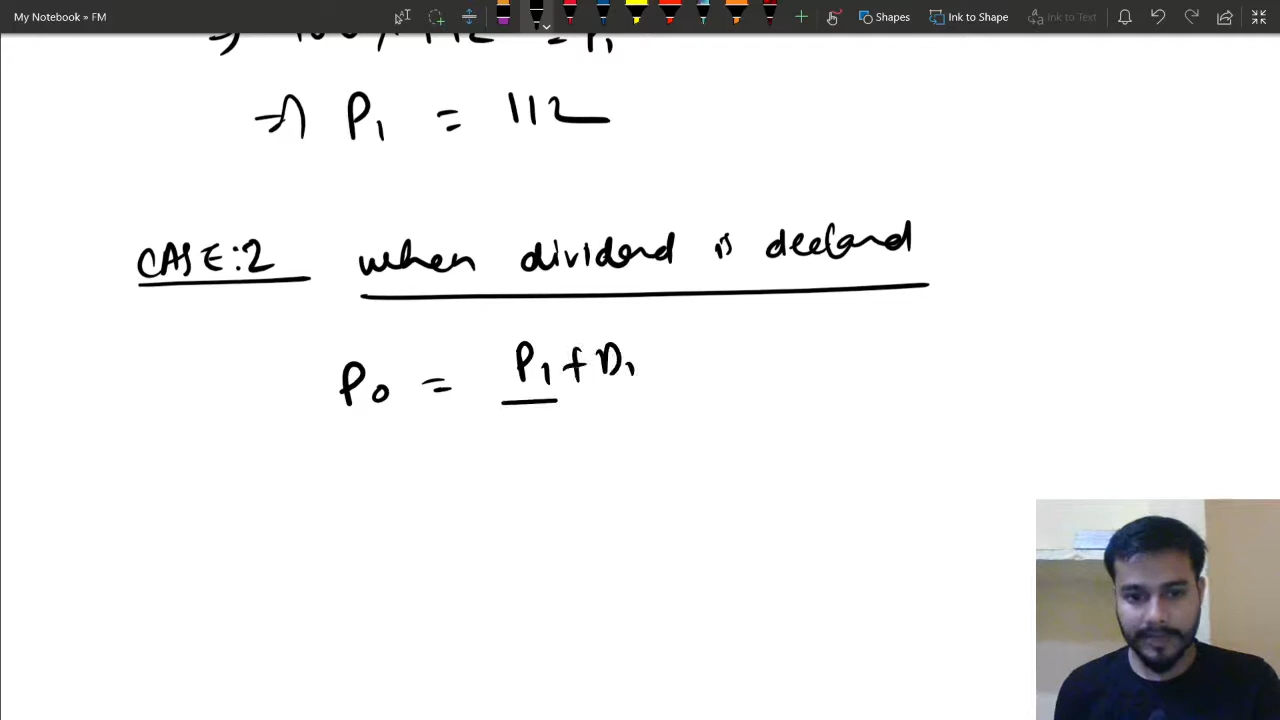 My Notebook » FM
Shapes
Ink to Shape
Ink to Text
⇒ P₁ = 112
CASE:2 when dividend is declared
P₀ = P₁+D₁